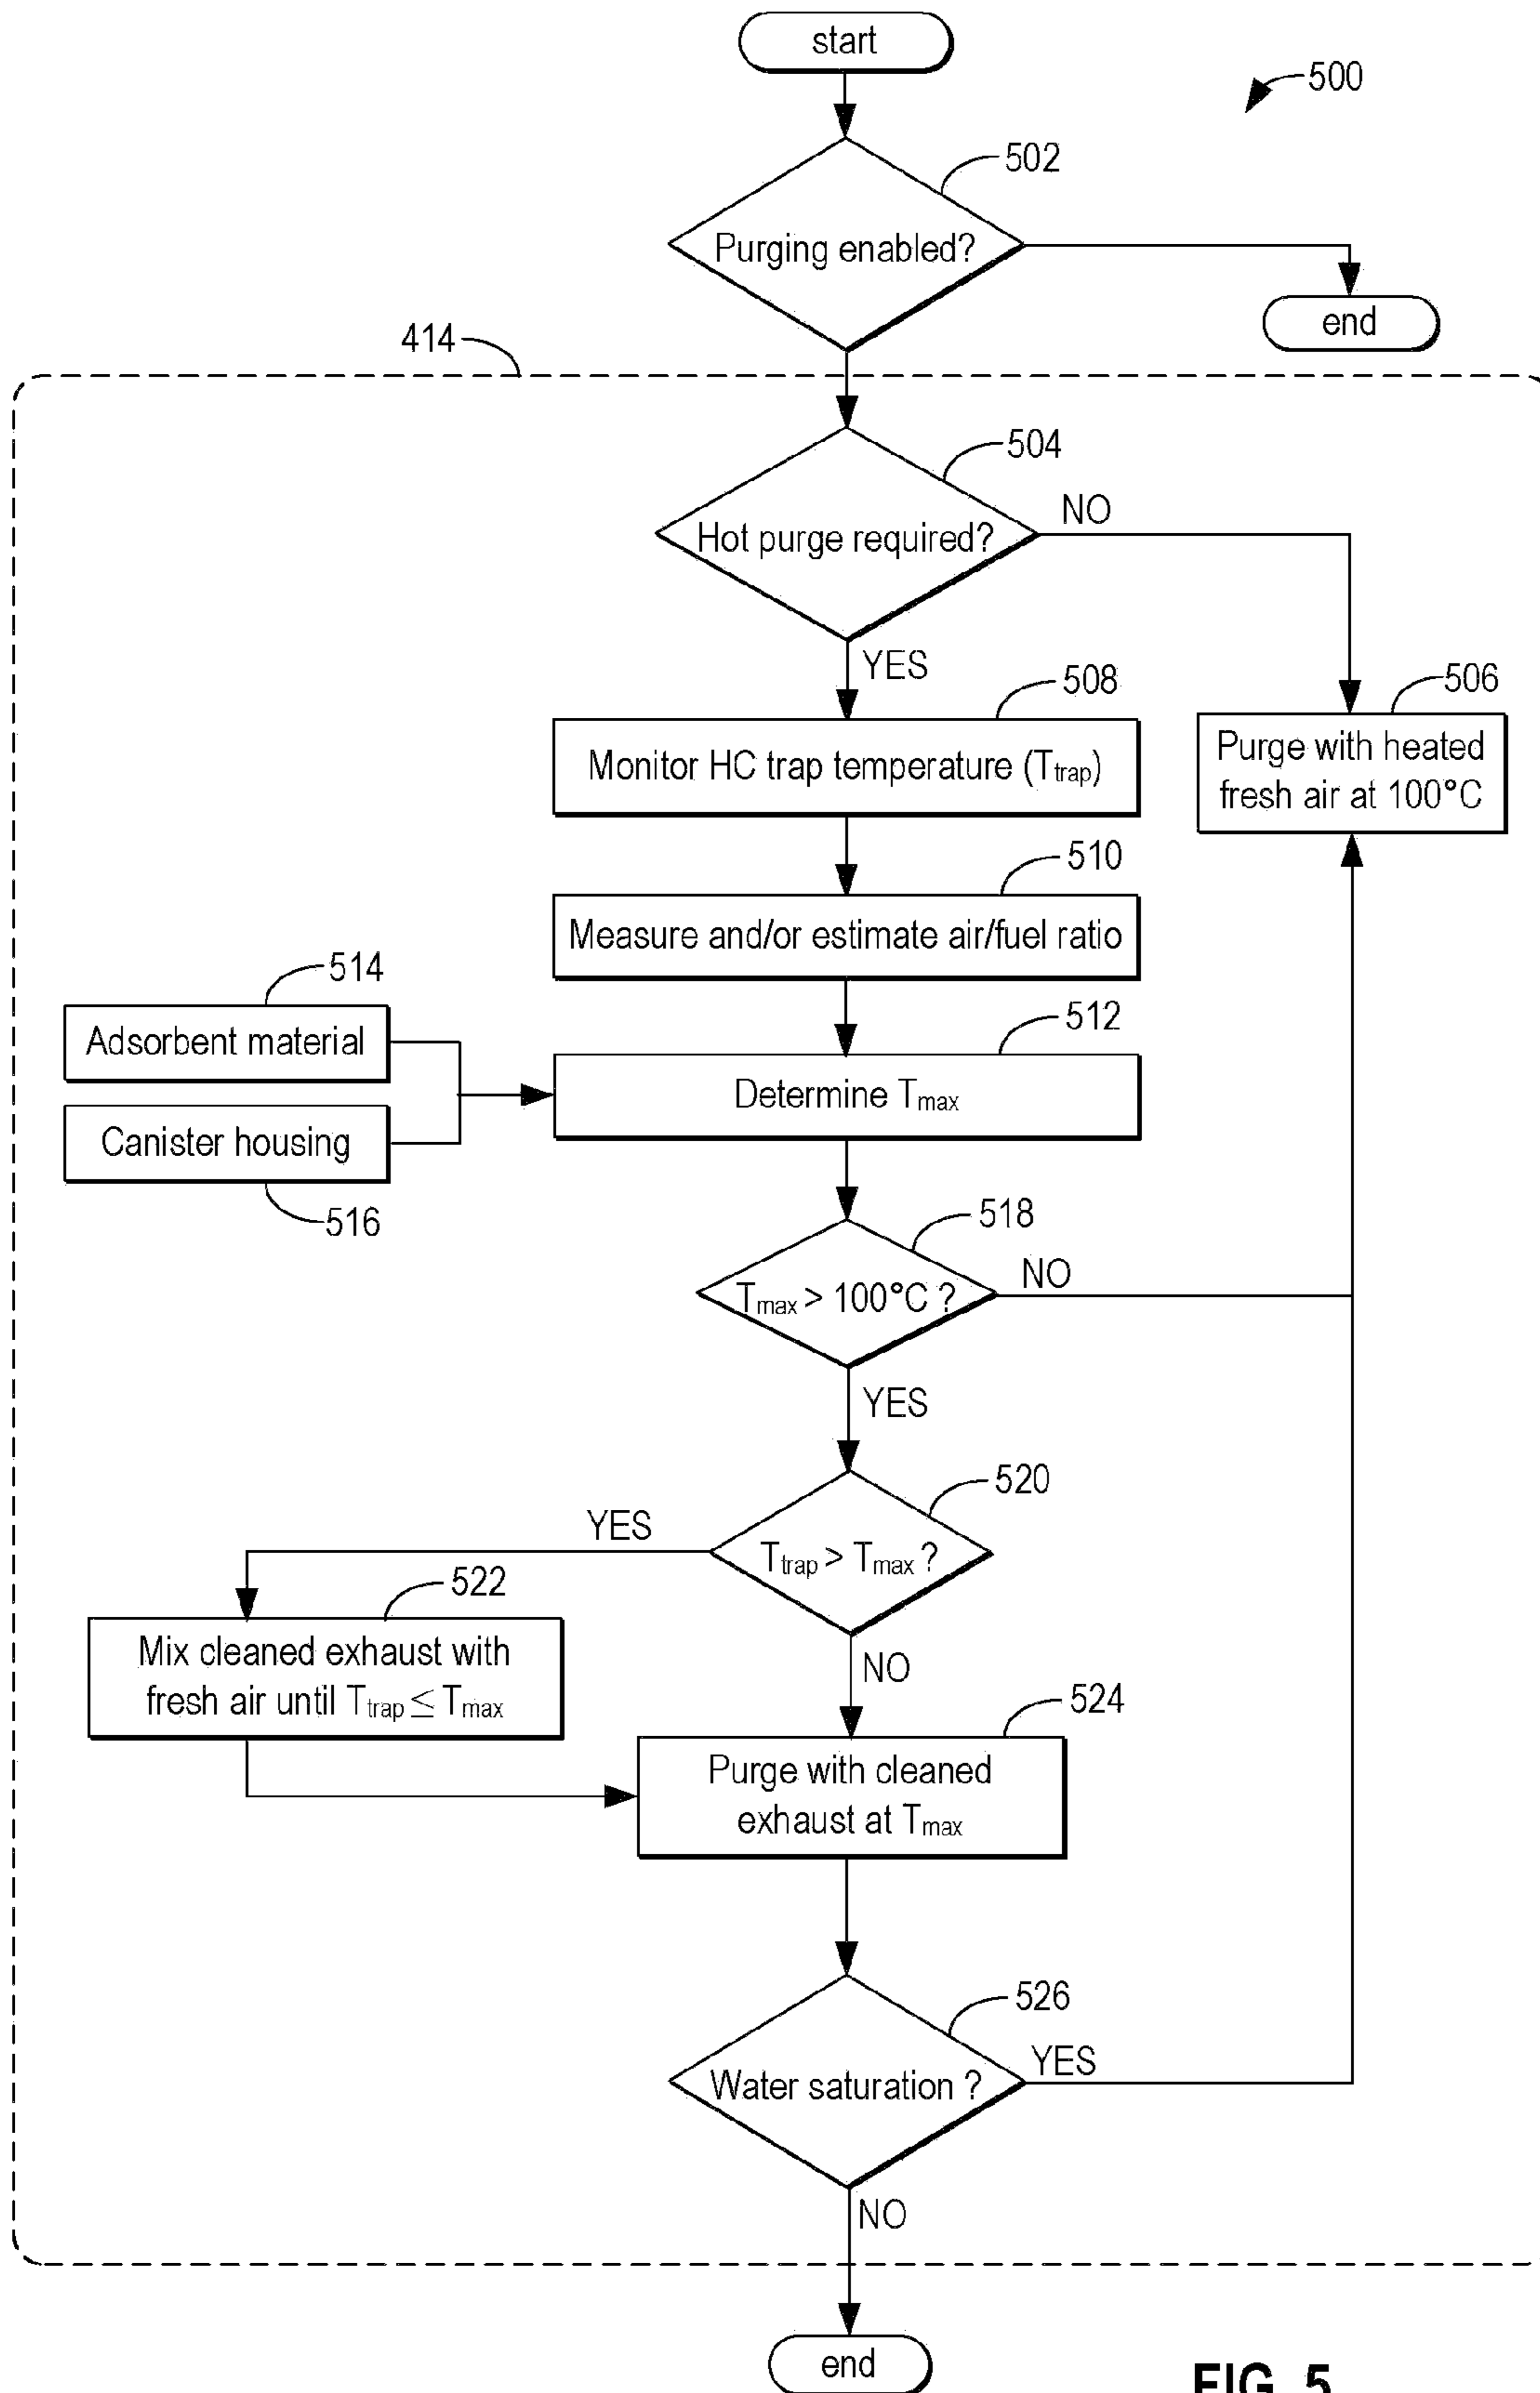 start
500
502
Purging enabled?
end
414
504
Hot purge required?
NO
YES
508
506
Monitor HC trap temperature (Ttrap)
Purge with heated
fresh air at 100°C
510
Measure and/or estimate air/fuel ratio
514
Adsorbent material
512
Determine Tmax
Canister housing
516
518
Tmax > 100°C ?
NO
YES
520
YES
Ttrap > Tmax ?
522
Mix cleaned exhaust with
fresh air until Ttrap ≤ Tmax
NO
524
Purge with cleaned
exhaust at Tmax
526
Water saturation ?
YES
NO
end
FIG. 5